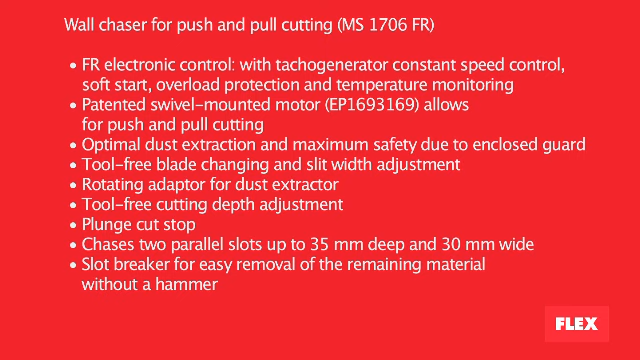 Wall chaser for push and pull cutting (MS 1706 FR)
• FR electronic control: with tachogenerator constant speed control,
soft start, overload protection and temperature monitoring
• Patented swivel-mounted motor (EP1693169) allows
for push and pull cutting
• Optimal dust extraction and maximum safety due to enclosed guard
• Tool-free blade changing and slit width adjustment
• Rotating adaptor for dust extractor
• Tool-free cutting depth adjustment
• Plunge cut stop
• Chases two parallel slots up to 35 mm deep and 30 mm wide
• Slot breaker for easy removal of the remaining material
without a hammer
FLEX